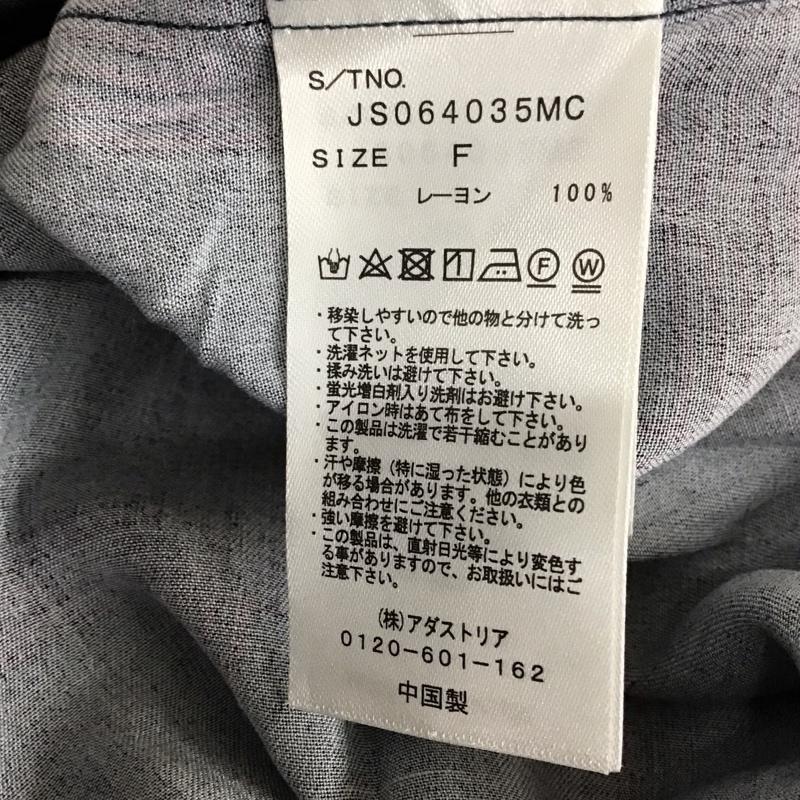 S/TNO.
JS064035MC
SIZE F
レーヨン 100%
F W
・移染しやすいので他の物と分けて洗っ
て下さい。
・洗濯ネットを使用して下さい。
・揉み洗いは避けて下さい。
・蛍光増白剤入り洗剤はお避け下さい。
・アイロン時はあて布をして下さい。
・この製品は洗濯で若干縮むことがあり
ます。
・汗や摩擦（特に湿った状態）により色
が移る場合があります。他の衣類との
組み合わせにご注意ください。
・強い摩擦を避けて下さい。
・この製品は、直射日光等により変色す
る事がありますので、お取扱いにはご
注意下さい。
(株)アダストリア
0120-601-162
中国製